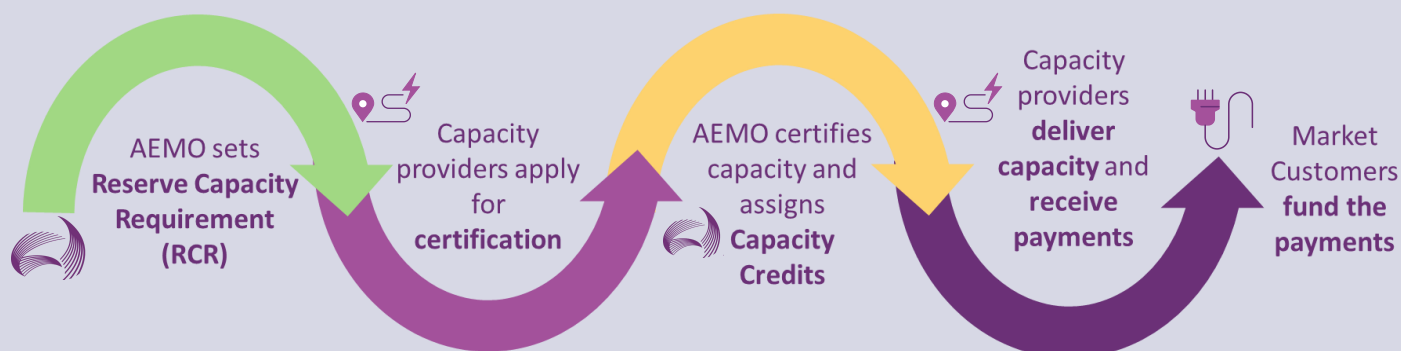 AEMO sets
Reserve Capacity
Requirement
(RCR)
Capacity
providers apply
for
certification
AEMO certifies
capacity and
assigns
Capacity
Credits
Capacity
providers
deliver
capacity and
receive
payments
Market
Customers
fund the
payments